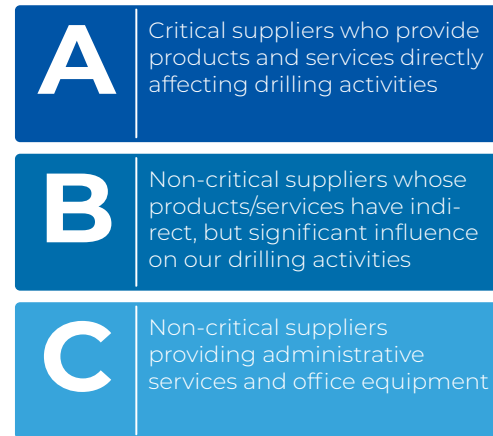 A
Critical suppliers who provide
products and services directly
affecting drilling activities
B
Non-critical suppliers whose
products/services have indi-
rect, but significant influence
on our drilling activities
C
Non-critical suppliers
providing administrative
services and office equipment